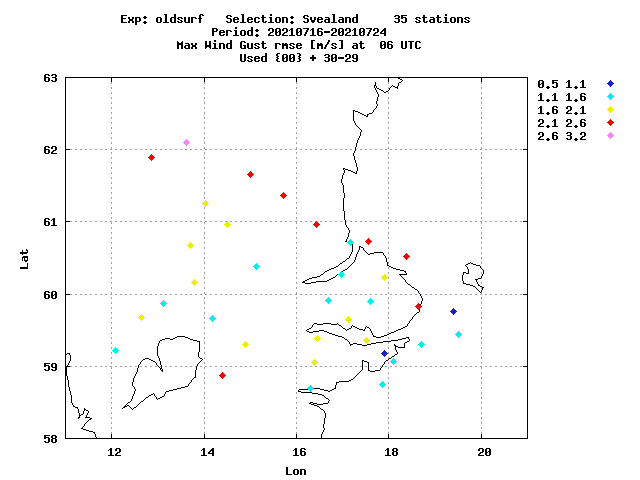 Exp: oldsurf Selection: Svealand 35 stations
Period: 20210716-20210724
Max Wind Gust rmse [m/s] at 06 UTC
Used {00} + 30-29
0.5 1.1
1.1 1.6
1.6 2.1
2.1 2.6
2.6 3.2
63
62
61
60
59
58
Lat
12 14 16 18 20
Lon